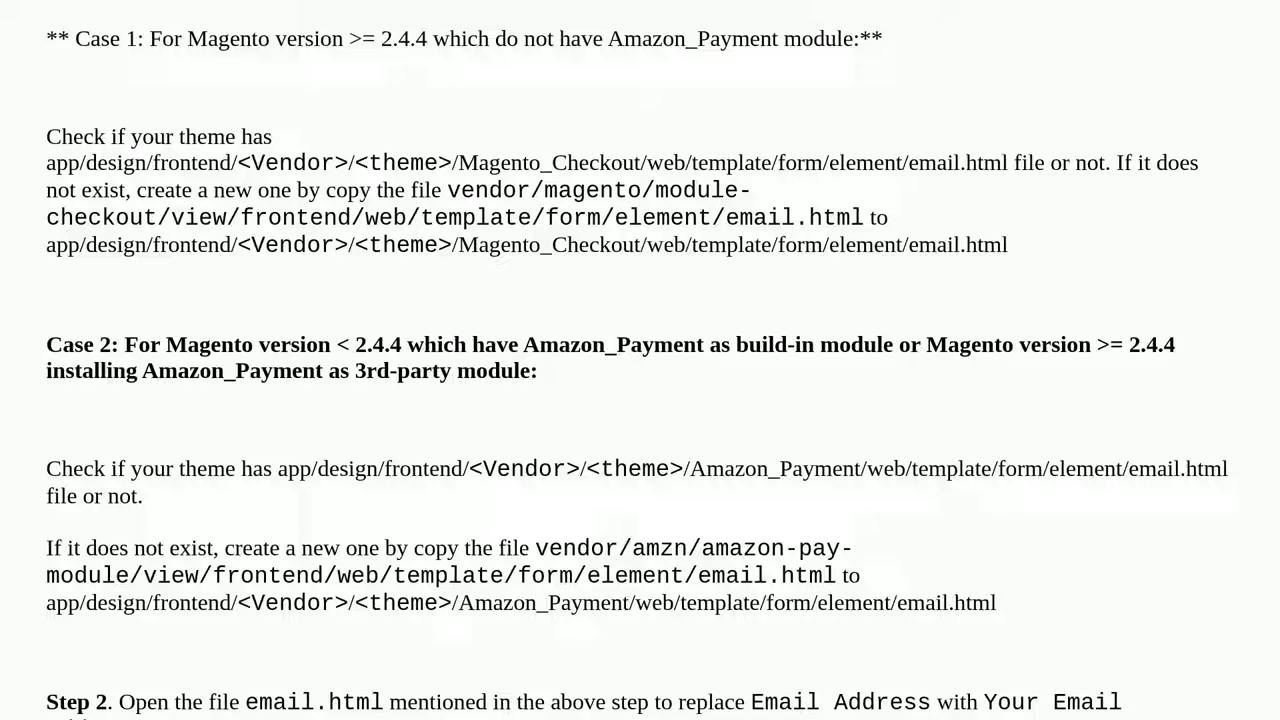 ** Case 1: For Magento version >= 2.4.4 which do not have Amazon_Payment module:**
Check if your theme has
app/design/frontend/<Vendor>/<theme>/Magento_Checkout/web/template/form/element/email.html file or not. If it does
not exist, create a new one by copy the file vendor/magento/module-
checkout/view/frontend/web/template/form/element/email.html to
app/design/frontend/<Vendor>/<theme>/Magento_Checkout/web/template/form/element/email.html
Case 2: For Magento version < 2.4.4 which have Amazon_Payment as build-in module or Magento version >= 2.4.4
installing Amazon_Payment as 3rd-party module:
Check if your theme has app/design/frontend/<Vendor>/<theme>/Amazon_Payment/web/template/form/element/email.html
file or not.
If it does not exist, create a new one by copy the file vendor/amzn/amazon-pay-
module/view/frontend/web/template/form/element/email.html to
app/design/frontend/<Vendor>/<theme>/Amazon_Payment/web/template/form/element/email.html
Step 2. Open the file email.html mentioned in the above step to replace Email Address with Your Email